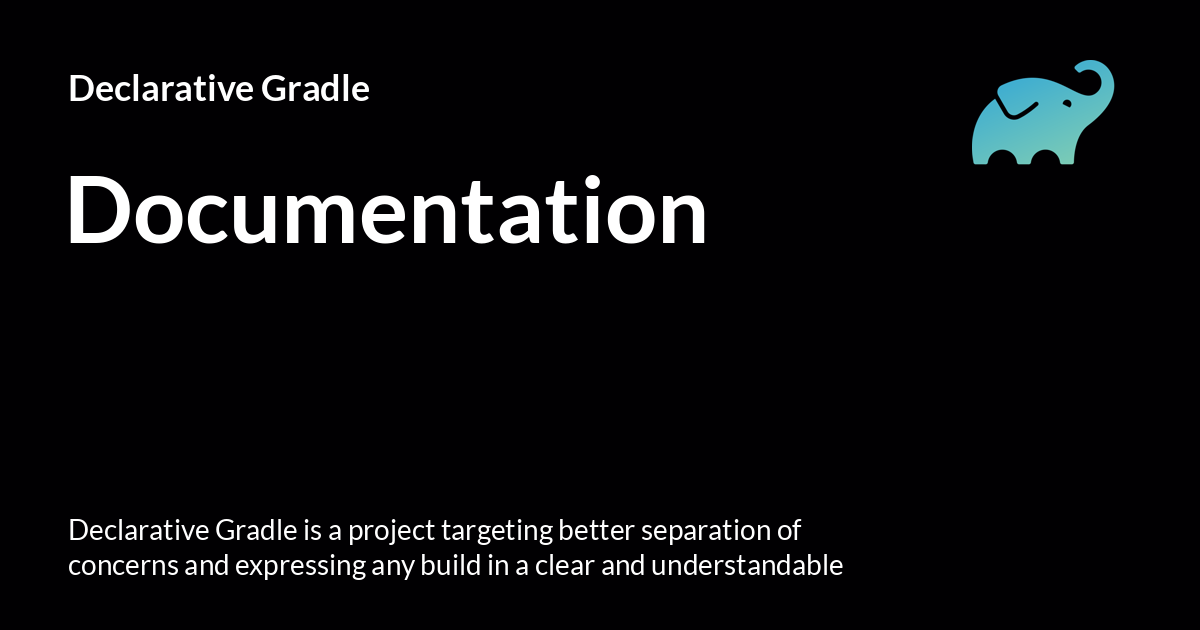 Declarative Gradle
Documentation
Declarative Gradle is a project targeting better separation of
concerns and expressing any build in a clear and understandable